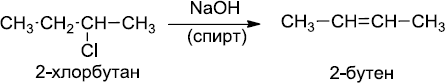 NaOH
CH₃-CH₂-CH-CH₃ (спирт) CH₃-CH=CH-CH₃
Cl
2-хлорбутан 2-бутен